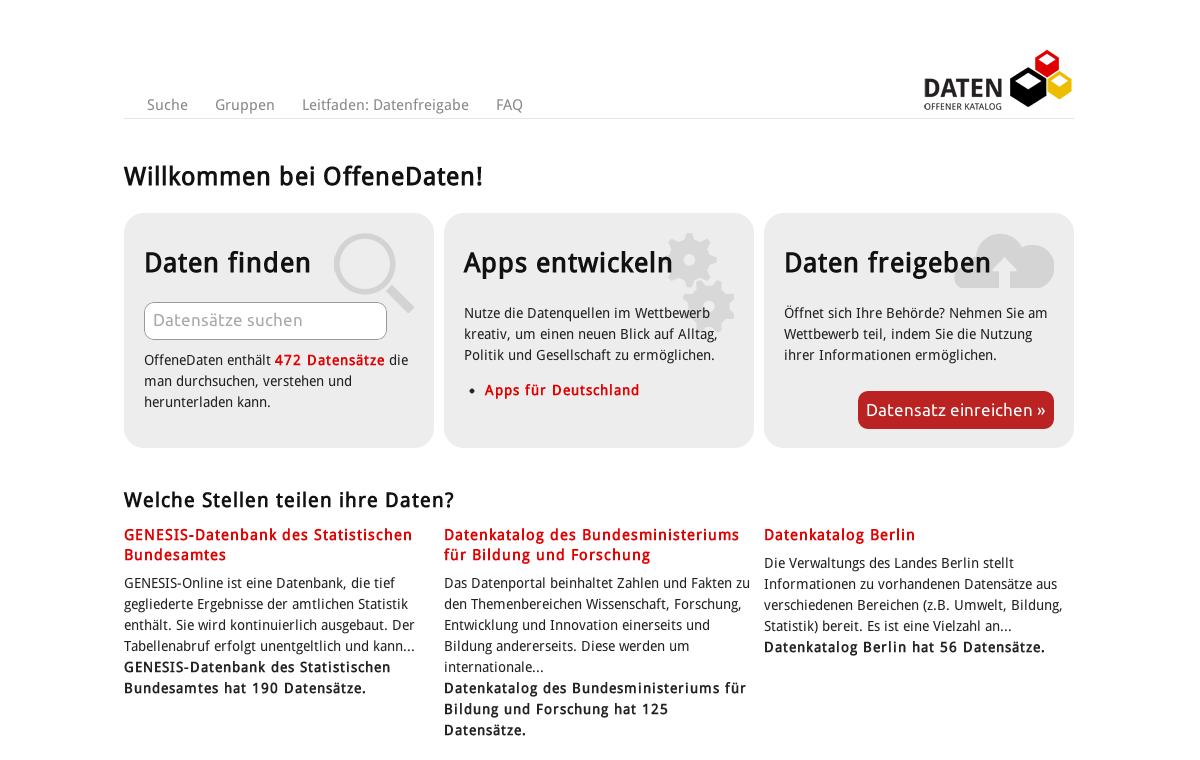 Suche Gruppen Leitfaden: Datenfreigabe FAQ
DATEN
OFFENER KATALOG
Willkommen bei OffeneDaten!
Daten finden
Datensätze suchen
OffeneDaten enthält 472 Datensätze die
man durchsuchen, verstehen und
herunterladen kann.
Apps entwickeln
Nutze die Datenquellen im Wettbewerb
kreativ, um einen neuen Blick auf Alltag,
Politik und Gesellschaft zu ermöglichen.
• Apps für Deutschland
Daten freigeben
Öffnet sich Ihre Behörde? Nehmen Sie am
Wettbewerb teil, indem Sie die Nutzung
ihrer Informationen ermöglichen.
Datensatz einreichen »
Welche Stellen teilen ihre Daten?
GENESIS-Datenbank des Statistischen
Bundesamtes
GENESIS-Online ist eine Datenbank, die tief
gegliederte Ergebnisse der amtlichen Statistik
enthält. Sie wird kontinuierlich ausgebaut. Der
Tabellenabruf erfolgt unentgeltlich und kann...
GENESIS-Datenbank des Statistischen
Bundesamtes hat 190 Datensätze.
Datenkatalog des Bundesministeriums
für Bildung und Forschung
Das Datenportal beinhaltet Zahlen und Fakten zu
den Themenbereichen Wissenschaft, Forschung,
Entwicklung und Innovation einerseits und
Bildung andererseits. Diese werden um
internationale...
Datenkatalog des Bundesministeriums für
Bildung und Forschung hat 125
Datensätze.
Datenkatalog Berlin
Die Verwaltungs des Landes Berlin stellt
Informationen zu vorhandenen Datensätze aus
verschiedenen Bereichen (z.B. Umwelt, Bildung,
Statistik) bereit. Es ist eine Vielzahl an...
Datenkatalog Berlin hat 56 Datensätze.